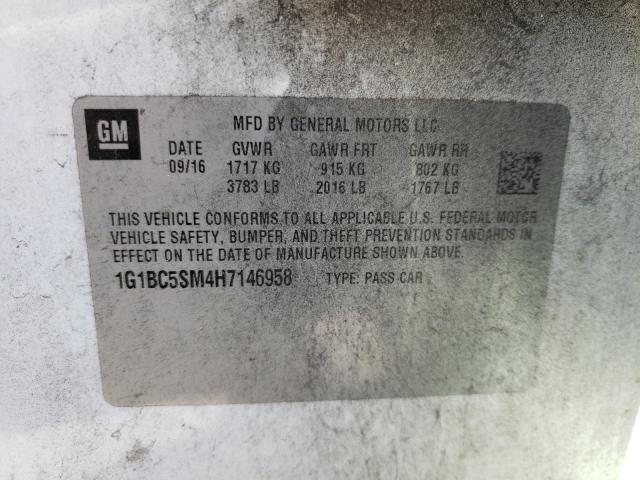 GM
MFD BY GENERAL MOTORS LLC
DATE GVWR GAWR FRT GAWR RR
09/16 1717 KG 915 KG 802 KG
3783 LB 2016 LB 1767 LB
THIS VEHICLE CONFORMS TO ALL APPLICABLE U.S. FEDERAL MOTOR
VEHICLE SAFETY, BUMPER, AND THEFT PREVENTION STANDARDS IN
EFFECT ON THE DATE OF MANUFACTURE SHOWN ABOVE.
1G1BC5SM4H7146958 TYPE: PASS CAR